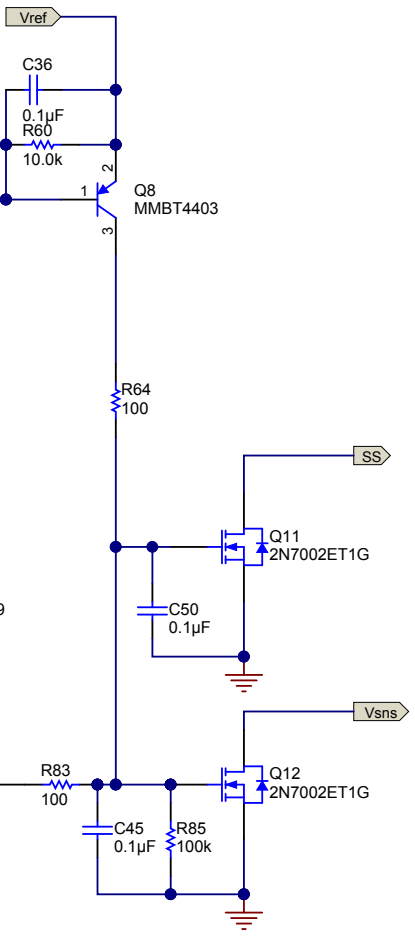 Vref
C36
0.1µF
R60
10.0k
2
1
Q8
MMBT4403
3
R64
100
SS
Q11
2N7002ET1G
9
C50
0.1µF
Vsns
R83
100
Q12
2N7002ET1G
C45
0.1µF
R85
100k